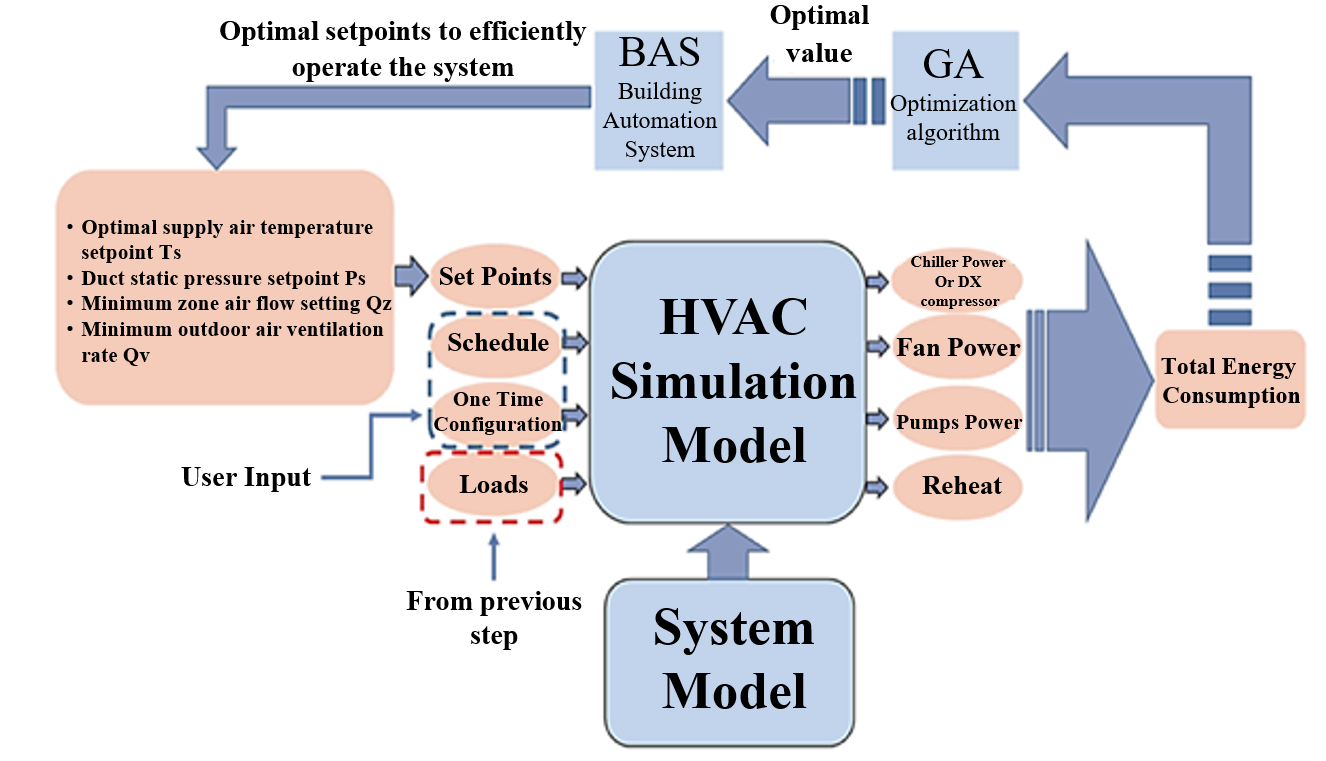 Optimal setpoints to efficiently
operate the system
BAS
Building
Automation
System
Optimal
value
GA
Optimization
algorithm
• Optimal supply air temperature
setpoint Ts
• Duct static pressure setpoint Ps
• Minimum zone air flow setting Qz
• Minimum outdoor air ventilation
rate Qv
Set Points
Schedule
One Time
Configuration
Loads
User Input
From previous
step
HVAC
Simulation
Model
System
Model
Chiller Power
Or DX
compressor
Fan Power
Pumps Power
Reheat
Total Energy
Consumption